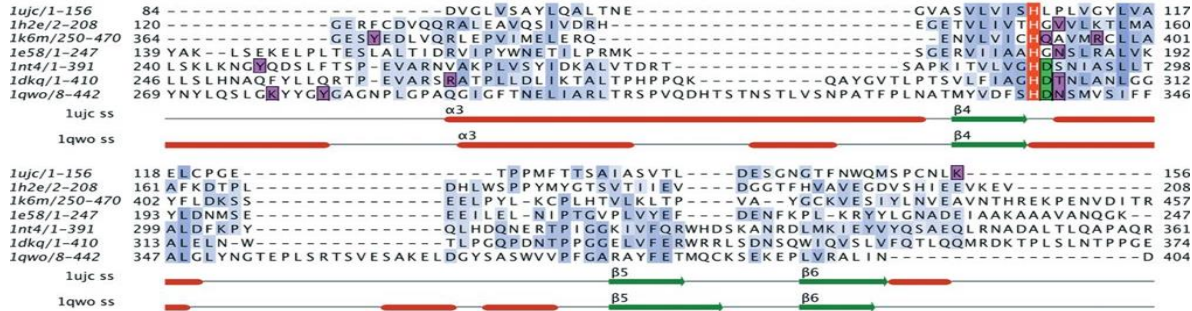 1ujc/1-156 84 ----------------------DVGLVSAYLQALTNE----------------------GVASVLVISHLPLVGYLVA 117
1h2e/2-208 120 -------------GERFCDVQQRALEAVQSIVDRH------------------------EGETVLVITHGVVLKTLMA 160
1k6m/250-470 364 -------------GESYEDLVQRLEPVIMELERQ---------------------------ENVLVICHQAVMRCLLA 401
1e58/1-247 139 YAK--LSEKELPLTESLALTIDRVIPYWNETILPRMK----------------------SGERVIIAAHGNSLRALVK 192
1nt4/1-391 240 LSKLKNGYQDSLFTSP-EVARNVAKPLVSYIDKALVTDRT------------------SAPKITVLVGHDSNIASLLT 298
1dkq/1-410 246 LLSLHNAQFYLLQRTP-EVARSRATPLLDLIKTALTPHPPQK----------QAYGVTLPTSVLFIAGHDTNLANLGG 312
1qwo/8-442 269 YNYLQSLGKYYGYGAGNPLGPAQGIGFTNELIARLTRSPVQDHTSTNSTLVSNPATFPLNATMYVDFSHDNSMVSIFF 346
α3 β4
1ujc ss
α3 β4
1qwo ss
1ujc/1-156 118 ELCPGE---------------------TPPMFTTSAIASVTL---DESGNGTFNWQMSPCNLK--------------- 156
1h2e/2-208 161 AFKDTPL---------------DHLWSPPYMYGTSVTIIEV----DGGTFHVAVEGDVSHIEEVKEV----------- 208
1k6m/250-470 402 YFLDKS----------------EELPYL-KCPLHTVLKLTP----VA-YGCKVESIYLNVEAVNTHREKPENVDITR 457
1e58/1-247 193 YLDNMSE---------------EEILEL-NIPTGVPLVYEF----DENFKPL-KRYYLGNADEIAAKAAAVANQGK-- 247
1nt4/1-391 299 ALDFKPY---------------QLHDQNERTPIGGKIVFQRWHDSKANRDLMKIEYVYQSAEQLRNADALTLQAPAQR 361
1dkq/1-410 313 ALELN-W---------------TLPGQPDNTPPGGELVFERWRRLSDNSQWIQVSLVFQTLQQMRDKTPLSLNTPPGE 374
1qwo/8-442 347 ALGLYNGTEPLSRTSVESAKELDGYSASWVVPFGARAYFETMQCKSEKEPLVRALIN--------------------D 404
β5 β6
1ujc ss
β5 β6
1qwo ss